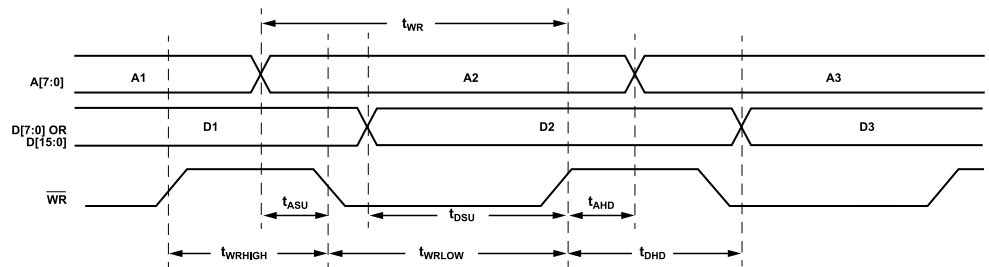 tWR
A[7:0]
A1
A2
A3
D[7:0] OR
D[15:0]
D1
D2
D3
WR
tASU
tDSU
tAHD
tWRHIGH
tWRLOW
tDHD